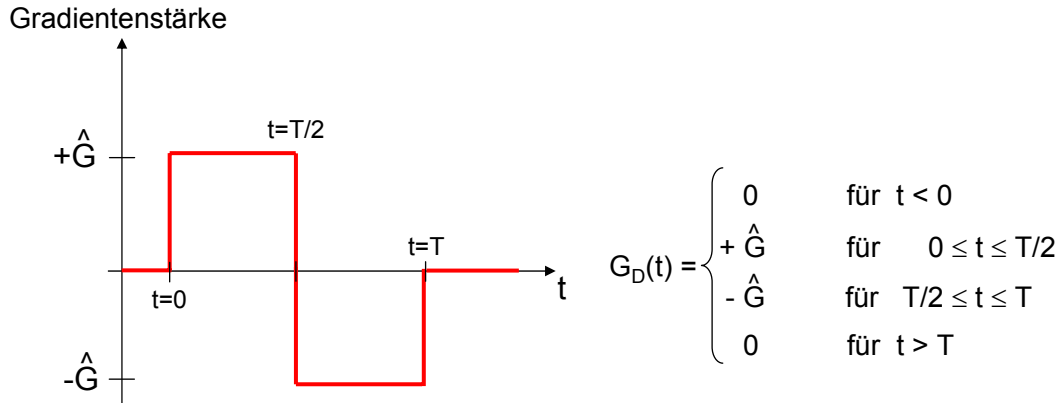 Gradientenstärke
t=T/2
+Ĝ
t=T
t=0
t
-Ĝ
G_D(t) =
0 für t < 0
+ Ĝ für 0 ≤ t ≤ T/2
- Ĝ für T/2 ≤ t ≤ T
0 für t > T